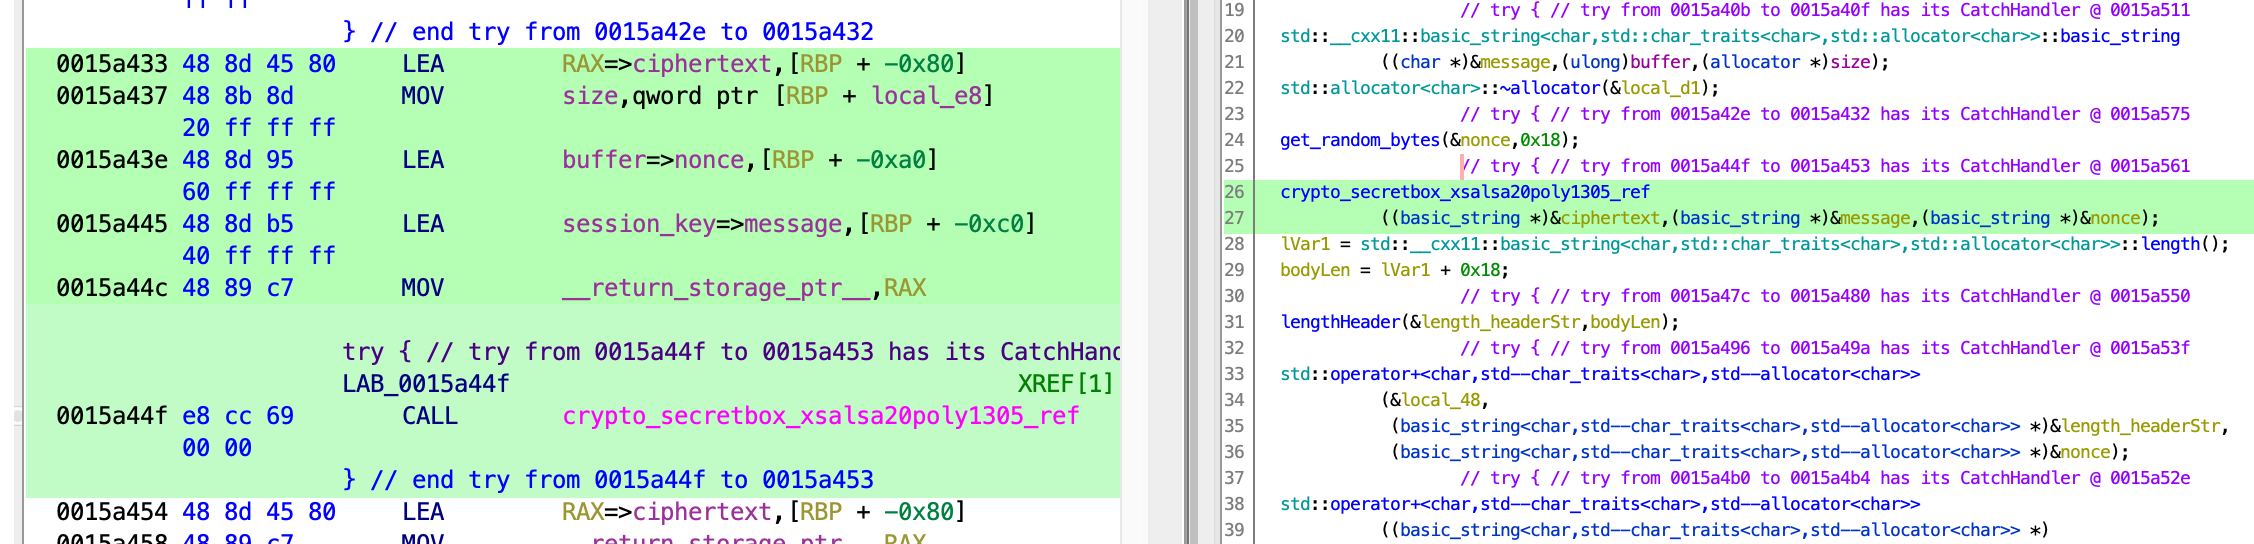 ff ff
} // end try from 0015a42e to 0015a432
0015a433 48 8d 45 80 LEA RAX=>ciphertext,[RBP + -0x80]
0015a437 48 8b 8d MOV size,qword ptr [RBP + local_e8]
20 ff ff ff
0015a43e 48 8d 95 LEA buffer=>nonce,[RBP + -0xa0]
60 ff ff ff
0015a445 48 8d b5 LEA session_key=>message,[RBP + -0xc0]
40 ff ff ff
0015a44c 48 89 c7 MOV __return_storage_ptr__,RAX
try { // try from 0015a44f to 0015a453 has its CatchHand
LAB_0015a44f XREF[1]
0015a44f e8 cc 69 CALL crypto_secretbox_xsalsa20poly1305_ref
00 00
} // end try from 0015a44f to 0015a453
0015a454 48 8d 45 80 LEA RAX=>ciphertext,[RBP + -0x80]
0015a458 48 89 c7 MOV __return_storage_ptr__,RAX
19 // try { // try from 0015a40b to 0015a40f has its CatchHandler @ 0015a511
20 std::__cxx11::basic_string<char,std::char_traits<char>,std::allocator<char>>::basic_string
21 ((char *)&message,(ulong)buffer,(allocator *)size);
22 std::allocator<char>::~allocator(&local_d1);
23 // try { // try from 0015a42e to 0015a432 has its CatchHandler @ 0015a575
24 get_random_bytes(&nonce,0x18);
25 // try { // try from 0015a44f to 0015a453 has its CatchHandler @ 0015a561
26 crypto_secretbox_xsalsa20poly1305_ref
27 ((basic_string *)&ciphertext,(basic_string *)&message,(basic_string *)&nonce);
28 lVar1 = std::__cxx11::basic_string<char,std::char_traits<char>,std::allocator<char>>::length();
29 bodyLen = lVar1 + 0x18;
30 // try { // try from 0015a47c to 0015a480 has its CatchHandler @ 0015a550
31 lengthHeader(&length_headerStr,bodyLen);
32 // try { // try from 0015a496 to 0015a49a has its CatchHandler @ 0015a53f
33 std::operator+<char,std--char_traits<char>,std--allocator<char>>
34 (&local_48,
35 (basic_string<char,std--char_traits<char>,std--allocator<char>> *)&length_headerStr,
36 (basic_string<char,std--char_traits<char>,std--allocator<char>> *)&nonce);
37 // try { // try from 0015a4b0 to 0015a4b4 has its CatchHandler @ 0015a52e
38 std::operator+<char,std--char_traits<char>,std--allocator<char>>
39 ((basic_string<char,std--char_traits<char>,std--allocator<char>> *)